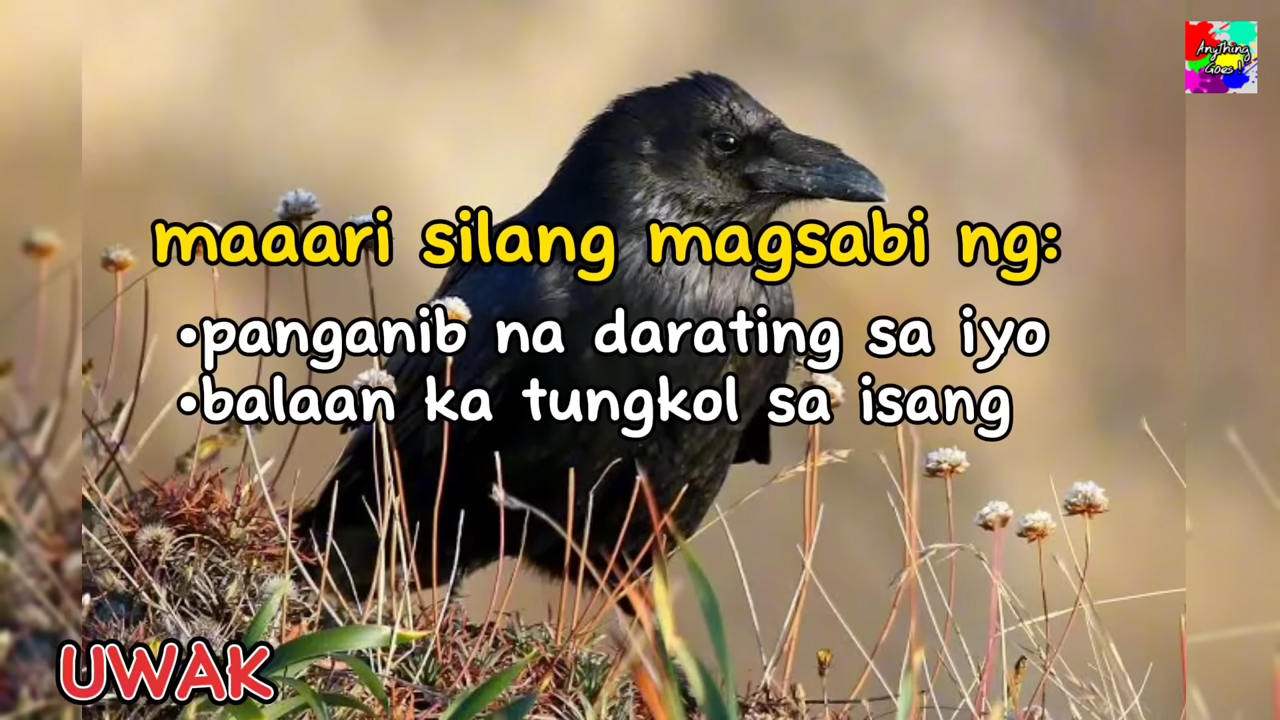 Anything
Goes!
maaari silang magsabi ng:
•panganib na darating sa iyo
•balaan ka tungkol sa isang
UWAK